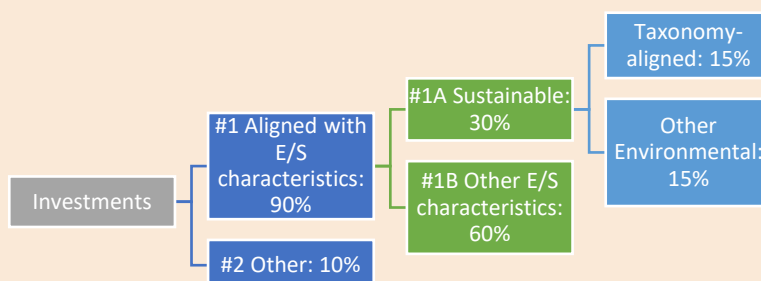 Investments
#1 Aligned with
E/S
characteristics:
90%
#2 Other: 10%
#1A Sustainable:
30%
#1B Other E/S
characteristics:
60%
Taxonomy-
aligned: 15%
Other
Environmental:
15%